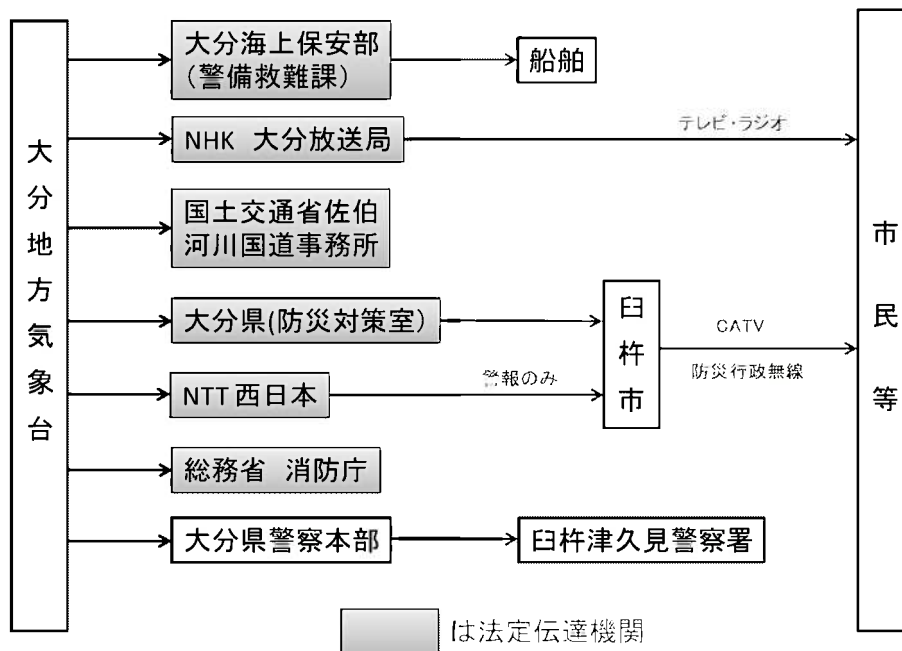 大分地方気象台
大分海上保安部
（警備救難課）
船舶
NHK 大分放送局
テレビ・ラジオ
国土交通省佐伯
河川国道事務所
大分県(防災対策室）
臼杵市
CATV
防災行政無線
NTT西日本
警報のみ
総務省 消防庁
大分県警察本部
臼杵津久見警察署
市民等
は法定伝達機関